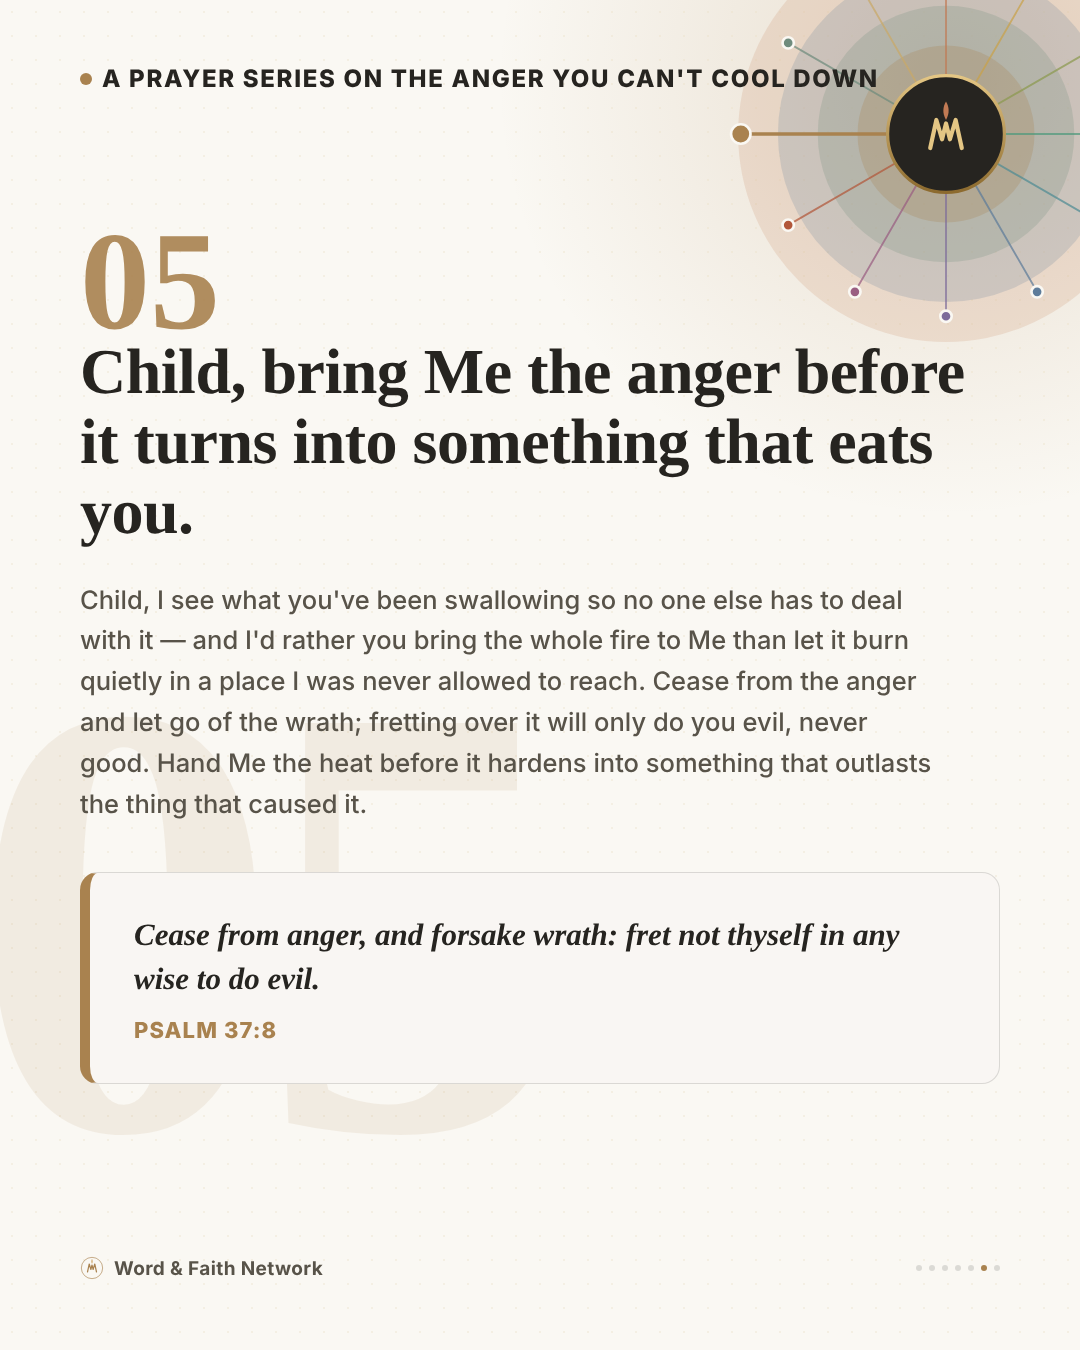 A PRAYER SERIES ON THE ANGER YOU CAN'T COOL DOWN
05
Child, bring Me the anger before
it turns into something that eats
you.
Child, I see what you've been swallowing so no one else has to deal
with it — and I'd rather you bring the whole fire to Me than let it burn
quietly in a place I was never allowed to reach. Cease from the anger
and let go of the wrath; fretting over it will only do you evil, never
good. Hand Me the heat before it hardens into something that outlasts
the thing that caused it.
05
Cease from anger, and forsake wrath: fret not thyself in any
wise to do evil.
PSALM 37:8
Word & Faith Network